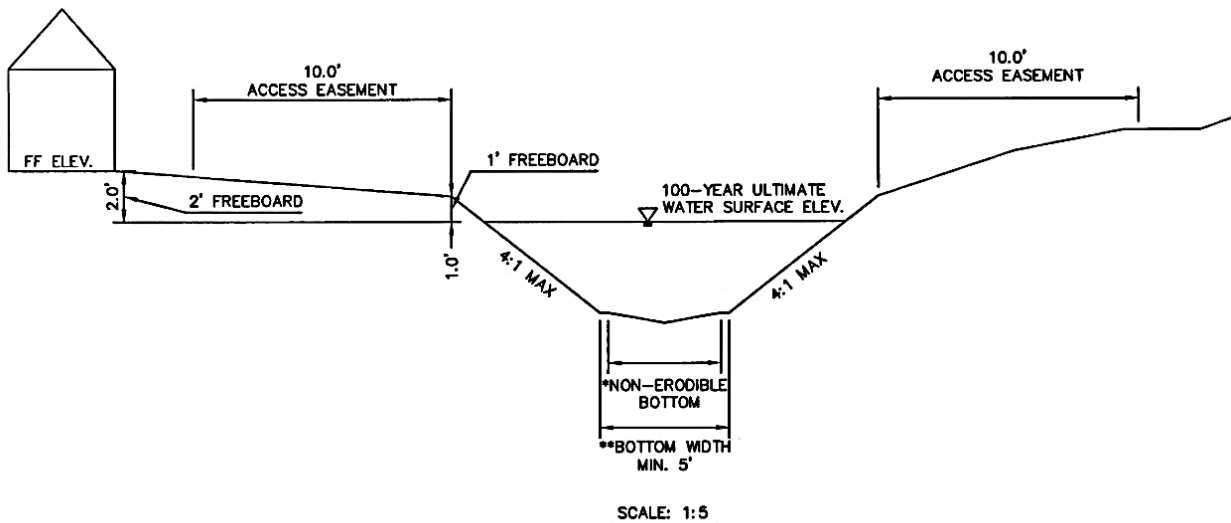 10.0'
ACCESS EASEMENT
10.0'
ACCESS EASEMENT
FF ELEV.
1' FREEBOARD
2.0'
2' FREEBOARD
100-YEAR ULTIMATE
WATER SURFACE ELEV.
1.0'
4:1 MAX
4:1 MAX
*NON-ERODIBLE
BOTTOM
**BOTTOM WIDTH
MIN. 5'
SCALE: 1:5